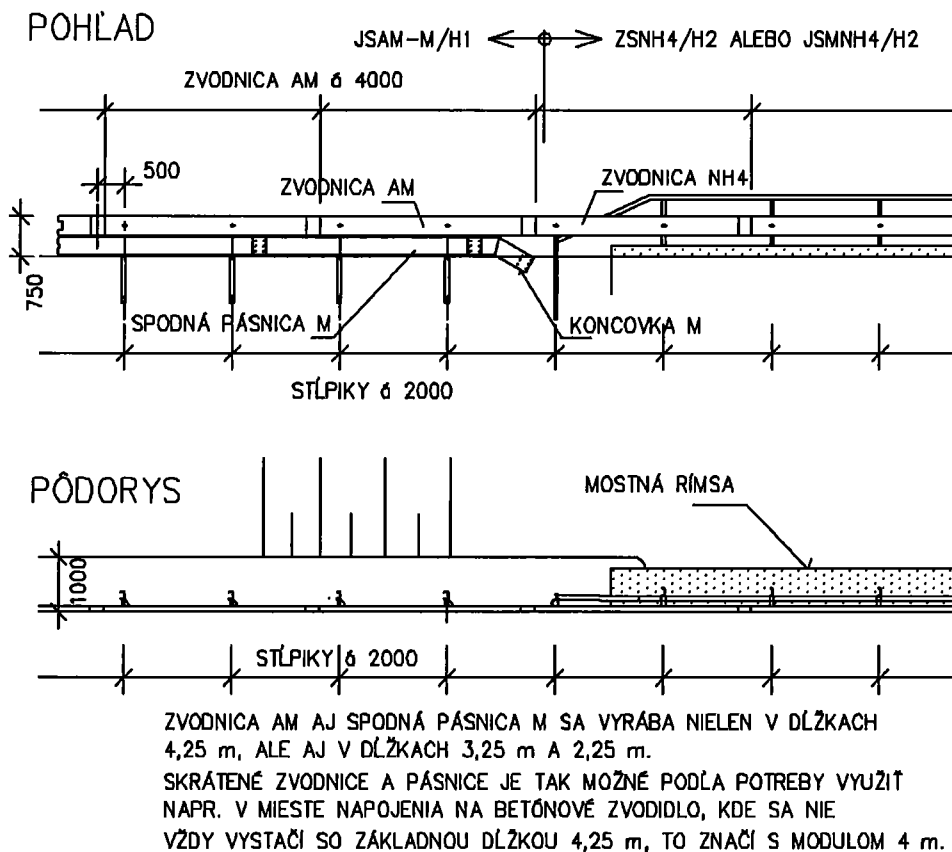 POHĽAD
JSAM-M/H1
ZSNH4/H2 ALEBO JSMNH4/H2
ZVODNICA AM á 4000
500
ZVODNICA AM
ZVODNICA NH4
750
SPODNÁ PÁSNICA M
KONCOVKA M
STĹPIKY á 2000
PÔDORYS
MOSTNÁ RÍMSA
1000
STĹPIKY á 2000
ZVODNICA AM AJ SPODNÁ PÁSNICA M SA VYRÁBA NIELEN V DĹŽKACH
4,25 m, ALE AJ V DĹŽKACH 3,25 m A 2,25 m.
SKRÁTENÉ ZVODNICE A PÁSNICE JE TAK MOŽNÉ PODĽA POTREBY VYUŽIŤ
NAPR. V MIESTE NAPOJENIA NA BETÓNOVÉ ZVODIDLO, KDE SA NIE
VŽDY VYSTAČÍ SO ZÁKLADNOU DĹŽKOU 4,25 m, TO ZNAČÍ S MODULOM 4 m.